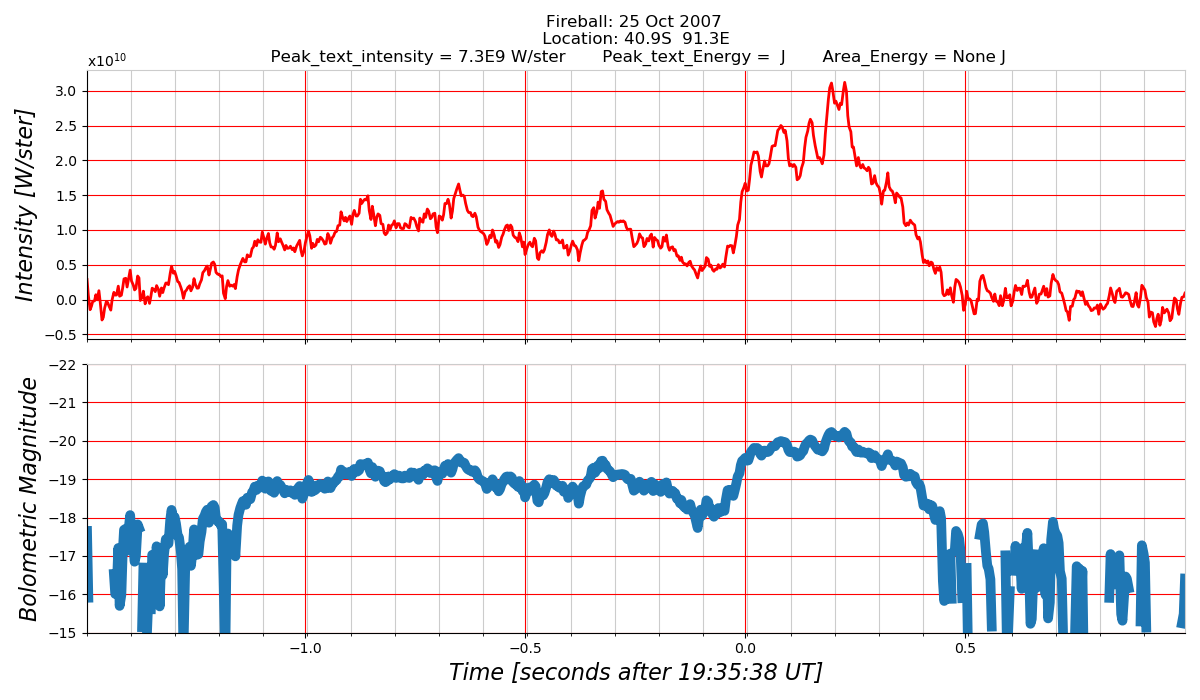 Fireball: 25 Oct 2007
Location: 40.9S  91.3E
Peak_text_intensity = 7.3E9 W/ster       Peak_text_Energy =  J       Area_Energy = None J
x10¹⁰
3.0
2.5
2.0
1.5
1.0
0.5
0.0
−0.5
Intensity [W/ster]
−22
−21
−20
−19
−18
−17
−16
−15
Bolometric Magnitude
−1.0 −0.5 0.0 0.5
Time [seconds after 19:35:38 UT]